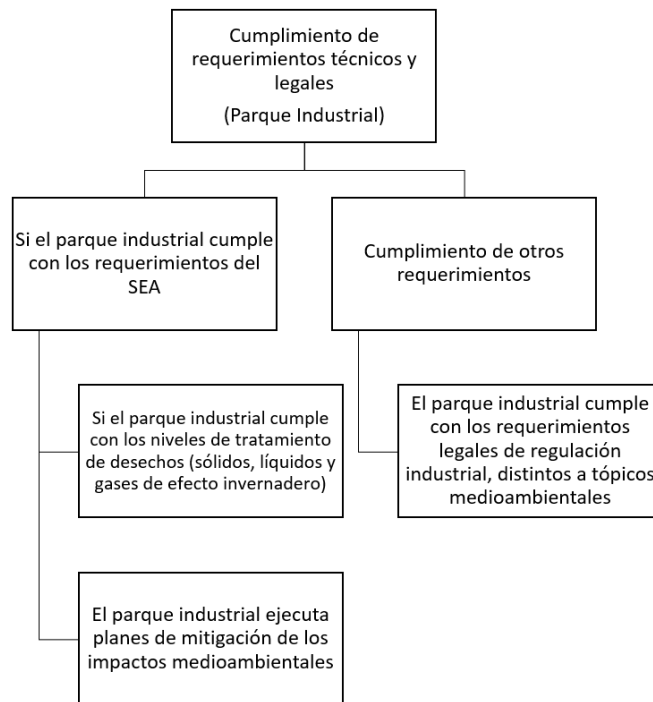 Cumplimiento de
requerimientos técnicos y
legales
(Parque Industrial)
Si el parque industrial cumple
con los requerimientos del
SEA
Cumplimiento de otros
requerimientos
Si el parque industrial cumple
con los niveles de tratamiento
de desechos (sólidos, líquidos y
gases de efecto invernadero)
El parque industrial cumple
con los requerimientos
legales de regulación
industrial, distintos a tópicos
medioambientales
El parque industrial ejecuta
planes de mitigación de los
impactos medioambientales